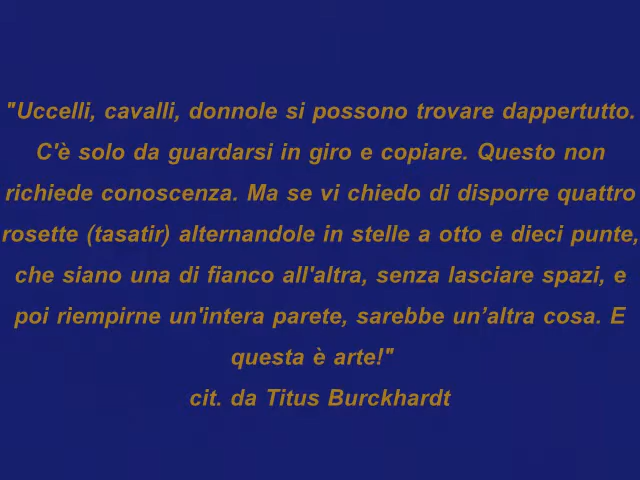 "Uccelli, cavalli, donnole si possono trovare dappertutto.
C'è solo da guardarsi in giro e copiare. Questo non
richiede conoscenza. Ma se vi chiedo di disporre quattro
rosette (tasatir) alternandole in stelle a otto e dieci punte,
che siano una di fianco all'altra, senza lasciare spazi, e
poi riempirne un'intera parete, sarebbe un’altra cosa. E
questa è arte!"
cit. da Titus Burckhardt